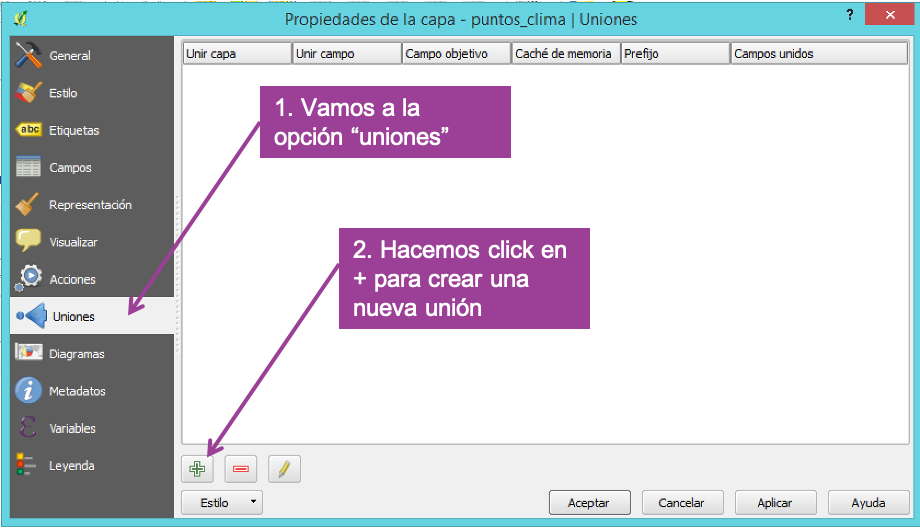 Propiedades de la capa - puntos_clima | Uniones
?
×
General
Estilo
abc Etiquetas
Campos
Representación
Visualizar
Acciones
Uniones
Diagramas
i Metadatos
ε Variables
Leyenda
Unir capa Unir campo Campo objetivo Caché de memoria Prefijo Campos unidos
1. Vamos a la
opción “uniones”
2. Hacemos click en
+ para crear una
nueva unión
Estilo
Aceptar Cancelar Aplicar Ayuda